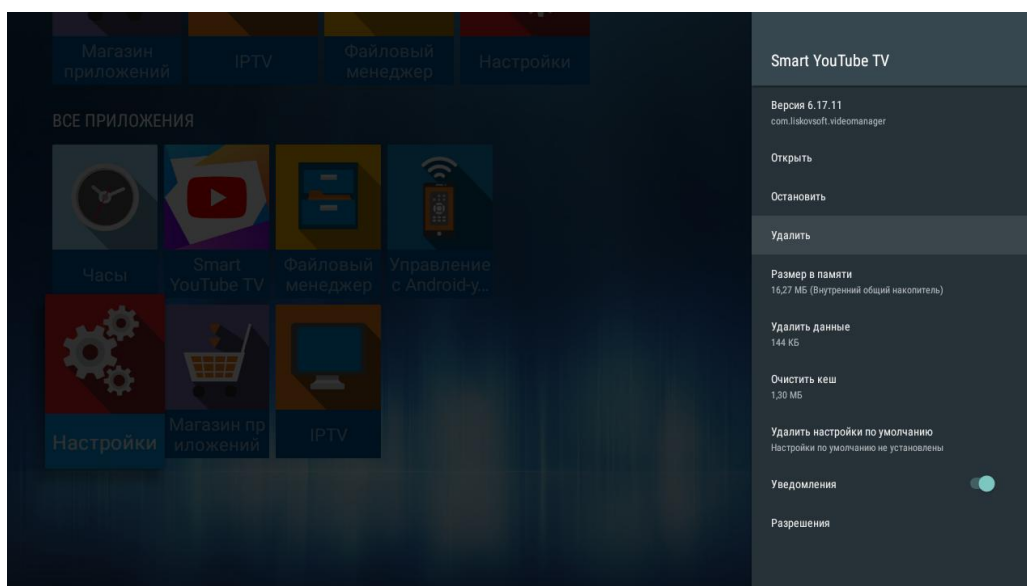 Магазин
приложений
IPTV
Файловый
менеджер
Настройки
ВСЕ ПРИЛОЖЕНИЯ
Часы
Smart
YouTube TV
Файловый
менеджер
Управление
с Android-у...
Настройки
Магазин пр
иложений
IPTV
Smart YouTube TV
Версия 6.17.11
com.liskovsoft.videomanager
Открыть
Остановить
Удалить
Размер в памяти
16,27 МБ (Внутренний общий накопитель)
Удалить данные
144 КБ
Очистить кеш
1,30 МБ
Удалить настройки по умолчанию
Настройки по умолчанию не установлены
Уведомления
Разрешения